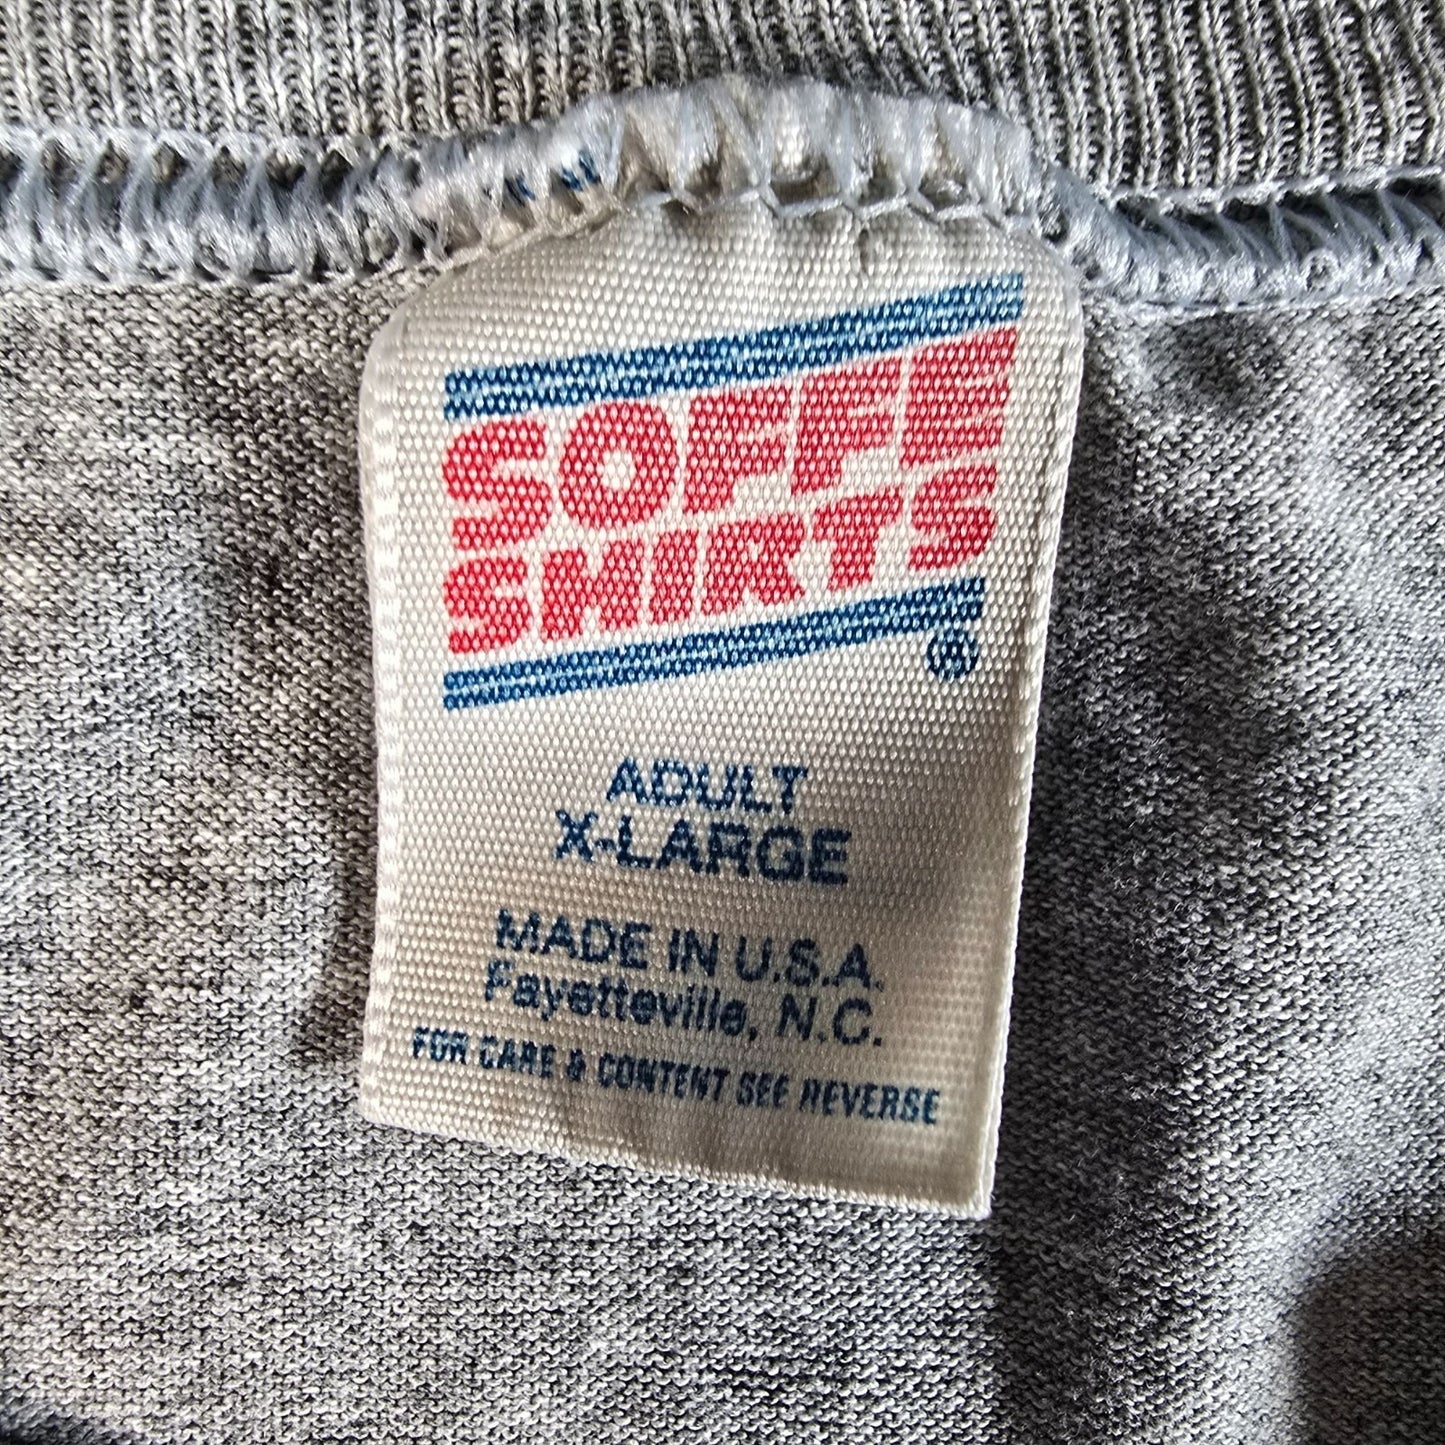 SOFFE
SHIRTS
®
ADULT
X-LARGE
MADE IN U.S.A.
Fayetteville, N.C.
FOR CARE & CONTENT SEE REVERSE